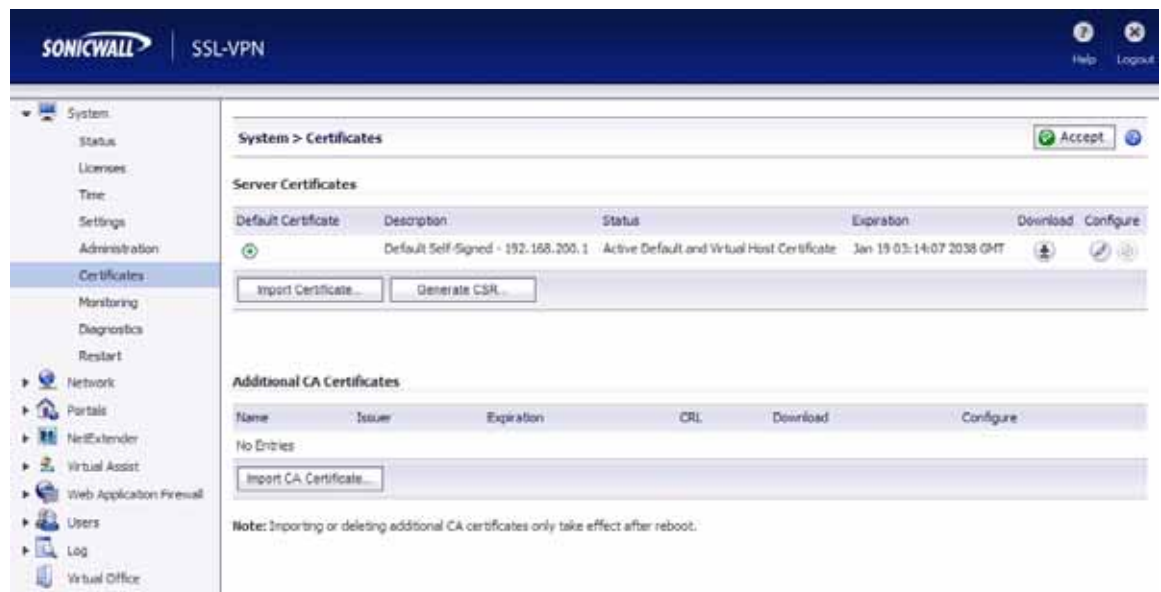 SONICWALL
SSL-VPN
Help
Logout
System
Status
Licenses
Time
Settings
Administration
Certificates
Monitoring
Diagnostics
Restart
Network
Portals
NetExtender
Virtual Assist
Web Application Firewall
Users
Log
Virtual Office
System > Certificates
Accept
Server Certificates
Default Certificate Description Status Expiration Download Configure
Default Self-Signed - 192.168.200.1 Active Default and Virtual Host Certificate Jan 19 03:14:07 2038 GMT
Import Certificate...
Generate CSR...
Additional CA Certificates
Name Issuer Expiration CRL Download Configure
No Entries
Import CA Certificate...
Note: Importing or deleting additional CA certificates only take effect after reboot.